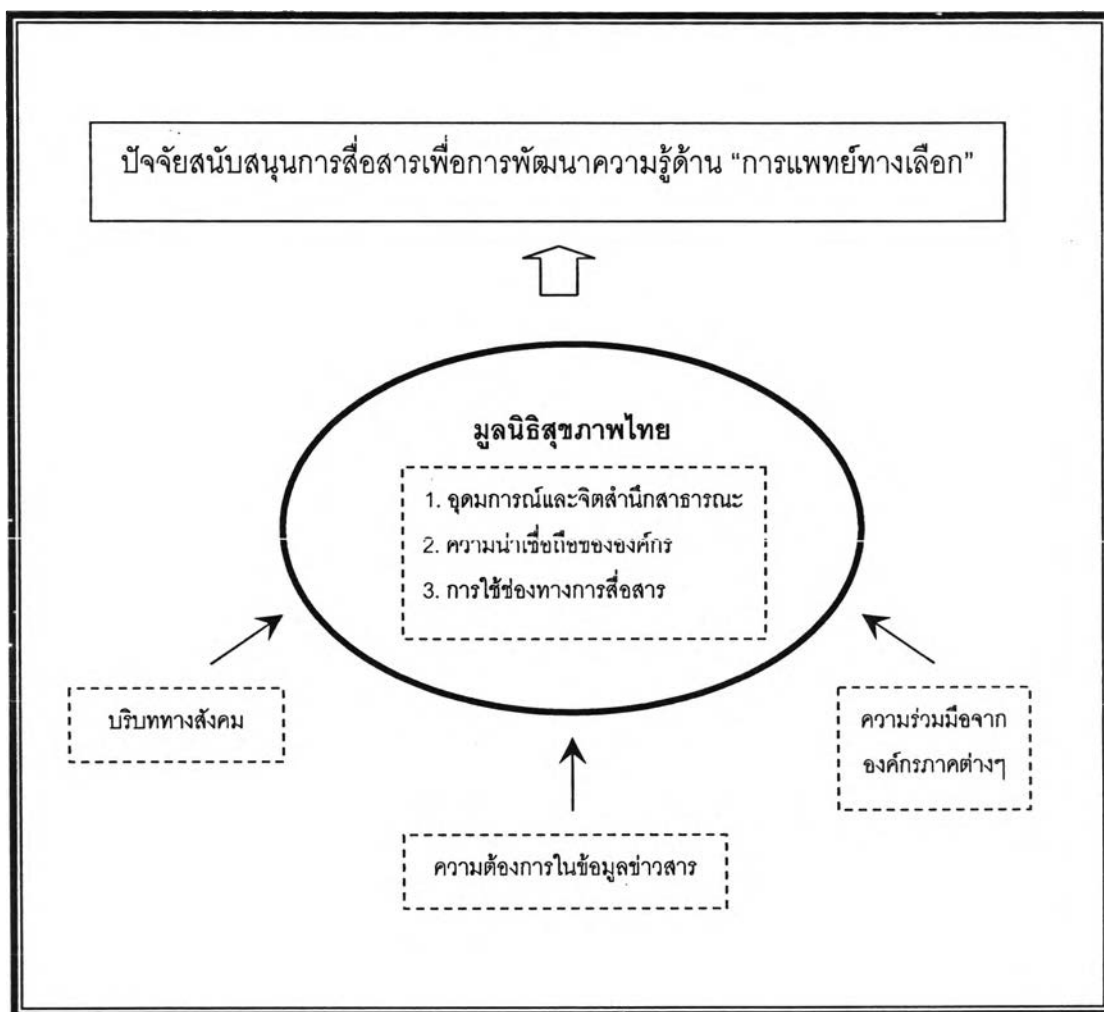 ปัจจัยสนับสนุนการสื่อสารเพื่อการพัฒนาความรู้ด้าน “การแพทย์ทางเลือก”
มูลนิธิสุขภาพไทย
1. อุดมการณ์และจิตสำนึกสาธารณะ
2. ความน่าเชื่อถือขององค์กร
3. การใช้ช่องทางการสื่อสาร
บริบททางสังคม
ความร่วมมือจาก
องค์กรภาคต่างๆ
ความต้องการในข้อมูลข่าวสาร